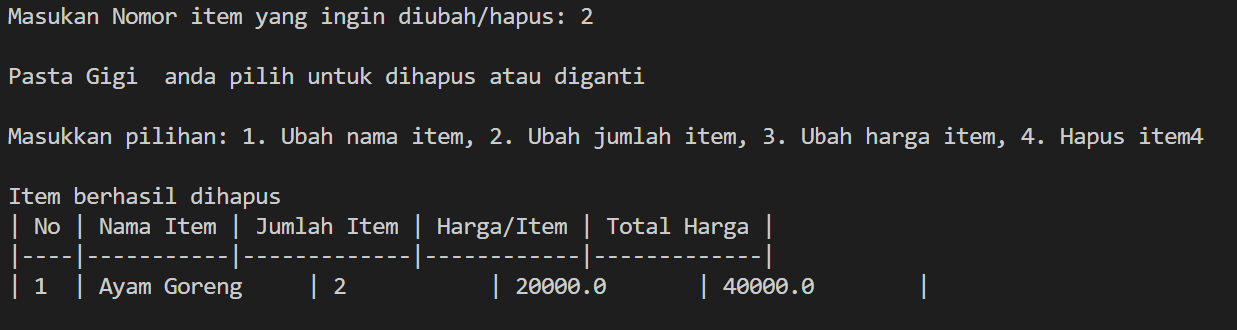 Masukan Nomor item yang ingin diubah/hapus: 2
Pasta Gigi  anda pilih untuk dihapus atau diganti
Masukkan pilihan: 1. Ubah nama item, 2. Ubah jumlah item, 3. Ubah harga item, 4. Hapus item4
Item berhasil dihapus
| No | Nama Item | Jumlah Item | Harga/Item | Total Harga |
|----|-----------|-------------|------------|-------------|
| 1  | Ayam Goreng     | 2           | 20000.0       | 40000.0        |